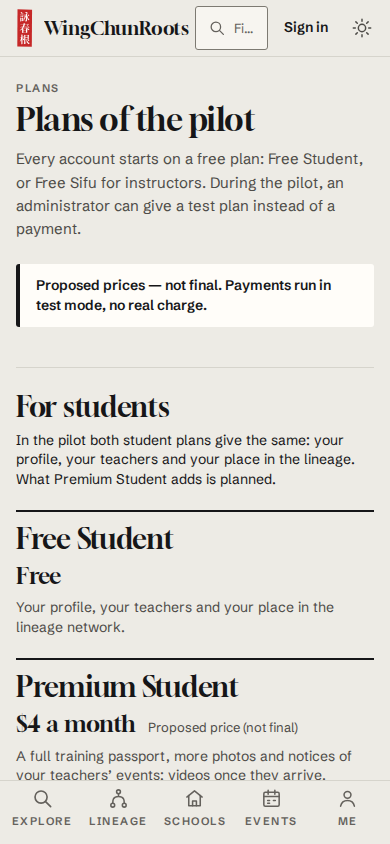 詠春根
WingChunRoots
Fi...
Sign in
PLANS
Plans of the pilot
Every account starts on a free plan: Free Student,
or Free Sifu for instructors. During the pilot, an
administrator can give a test plan instead of a
payment.
Proposed prices — not final. Payments run in
test mode, no real charge.
For students
In the pilot both student plans give the same: your
profile, your teachers and your place in the lineage.
What Premium Student adds is planned.
Free Student
Free
Your profile, your teachers and your place in the
lineage network.
Premium Student
$4 a month Proposed price (not final)
A full training passport, more photos and notices of
your teachers’ events; videos once they arrive.
EXPLORE LINEAGE SCHOOLS EVENTS ME